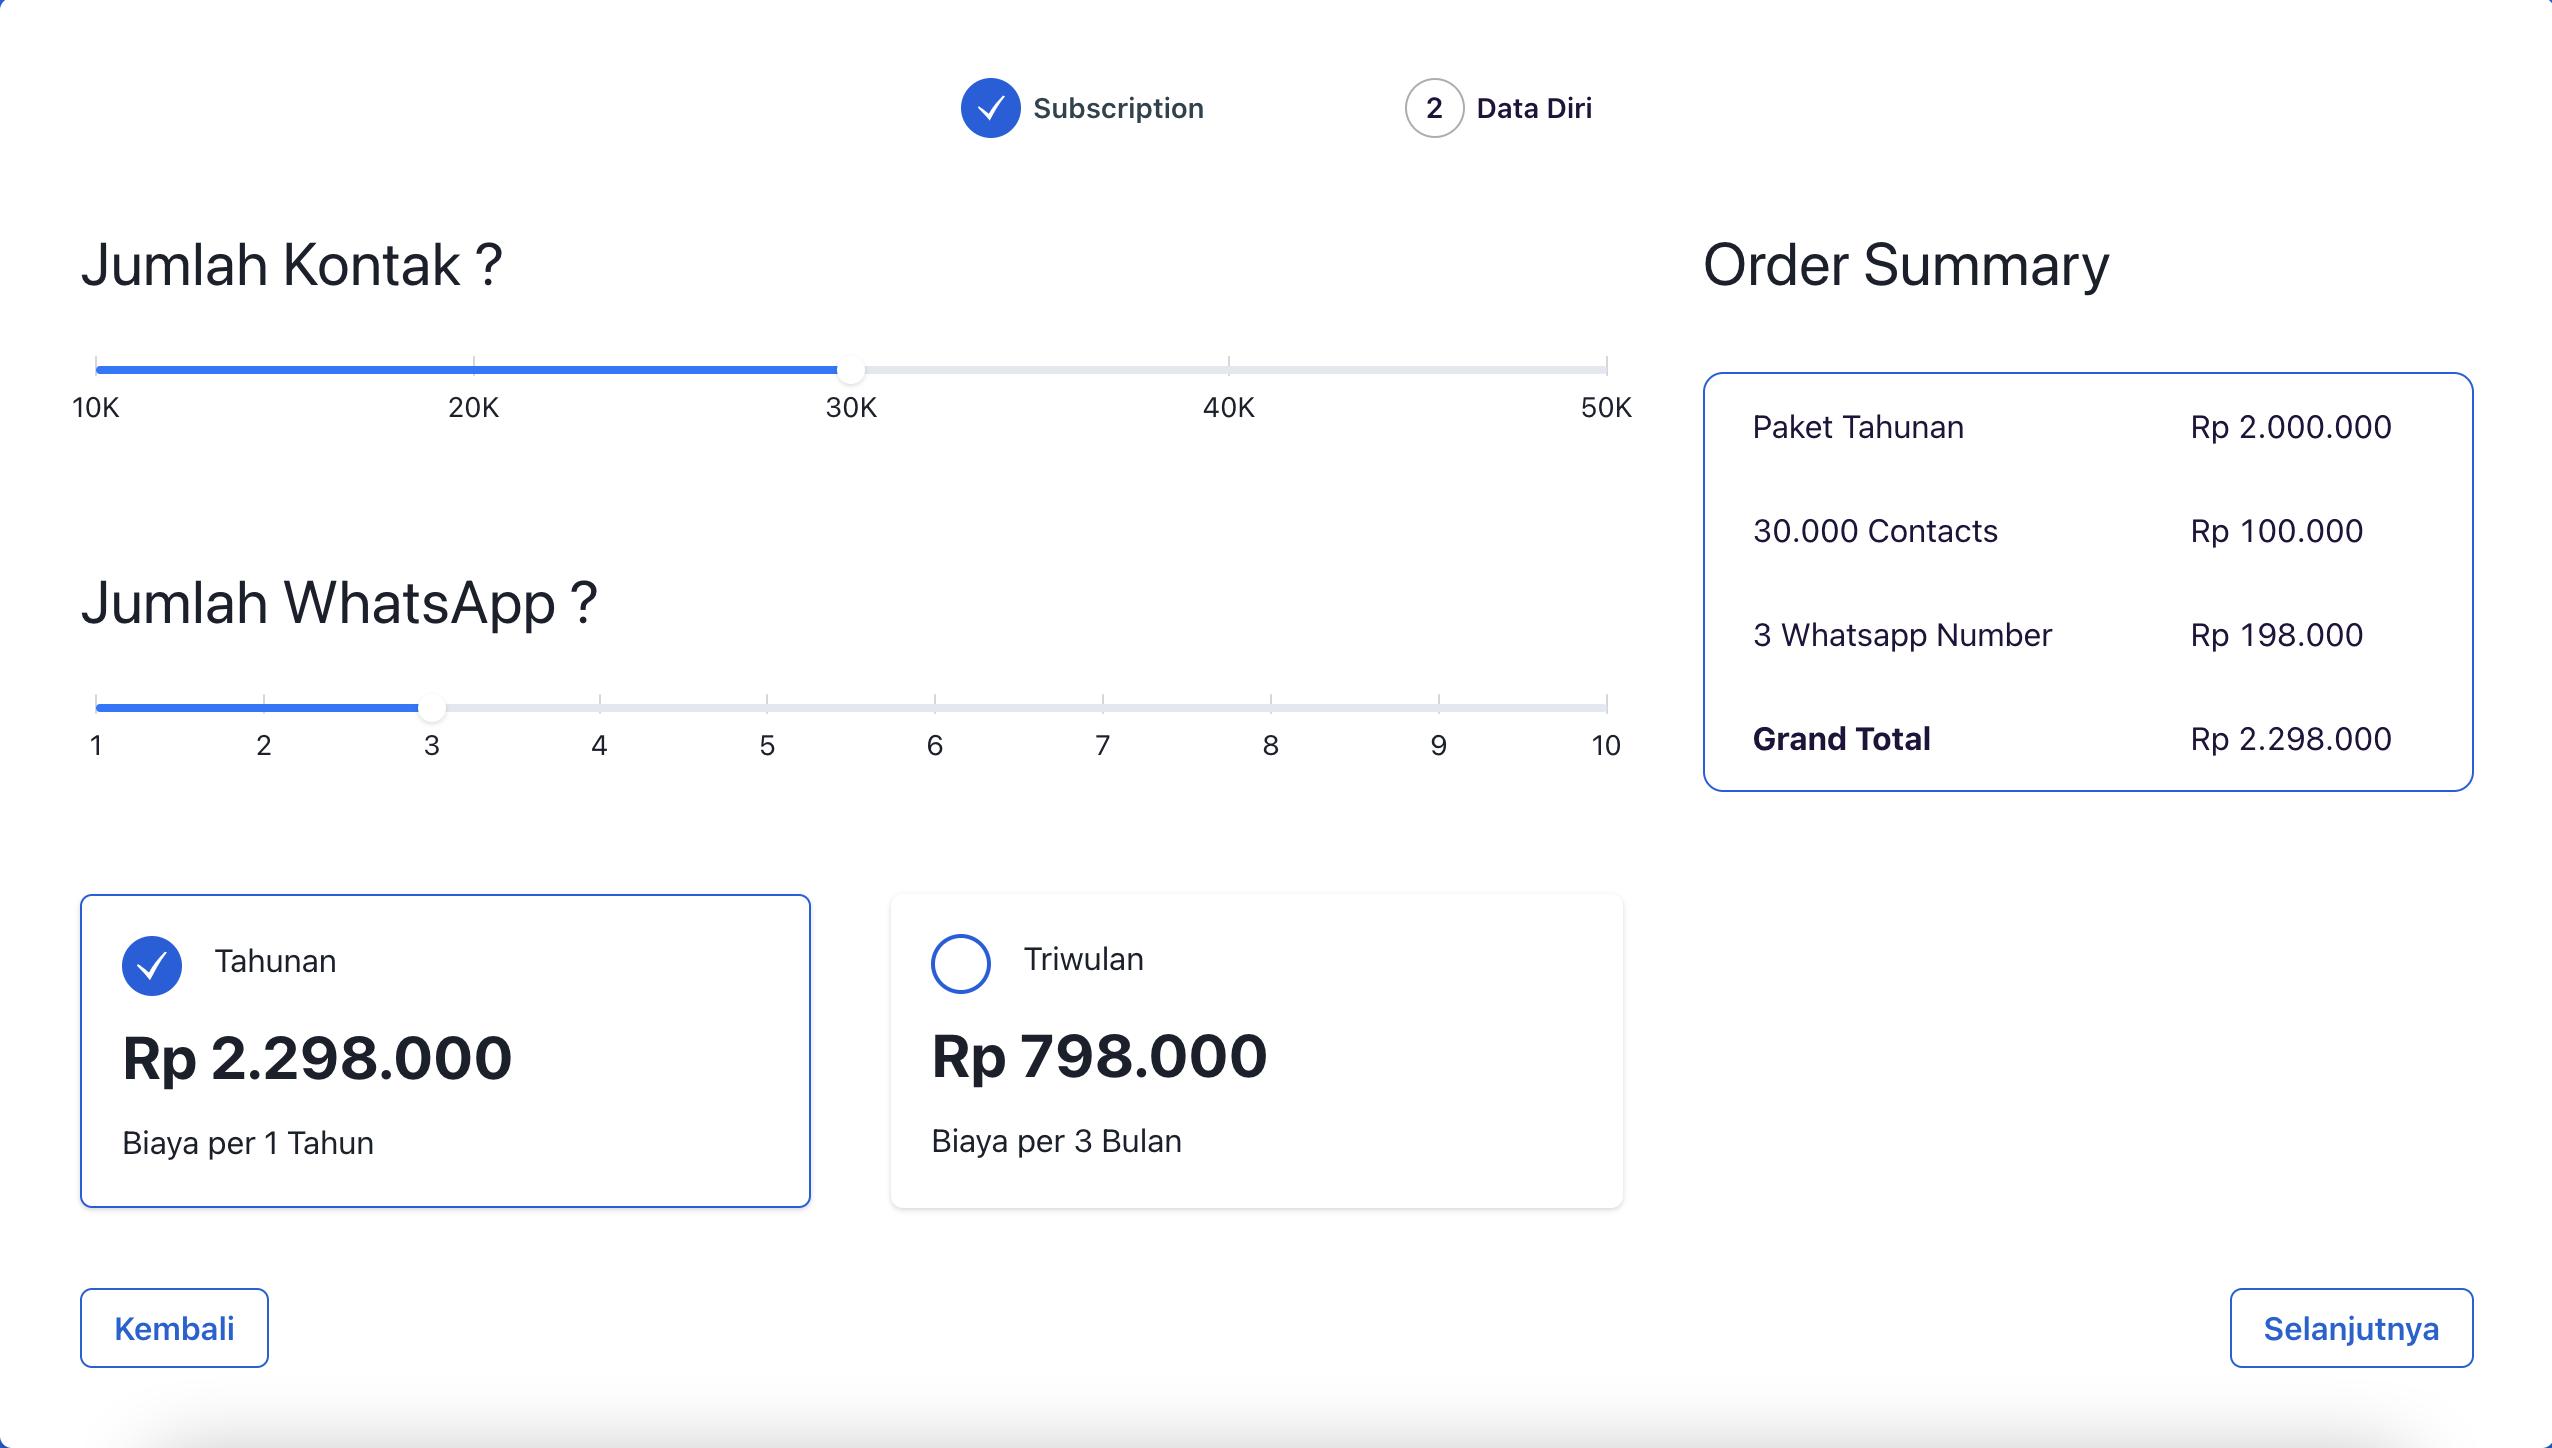 Subscription
2 Data Diri
Jumlah Kontak ?
10K 20K 30K 40K 50K
Jumlah WhatsApp ?
1 2 3 4 5 6 7 8 9 10
Tahunan
Rp 2.298.000
Biaya per 1 Tahun
Triwulan
Rp 798.000
Biaya per 3 Bulan
Order Summary
Paket Tahunan Rp 2.000.000
30.000 Contacts Rp 100.000
3 Whatsapp Number Rp 198.000
Grand Total Rp 2.298.000
Kembali
Selanjutnya